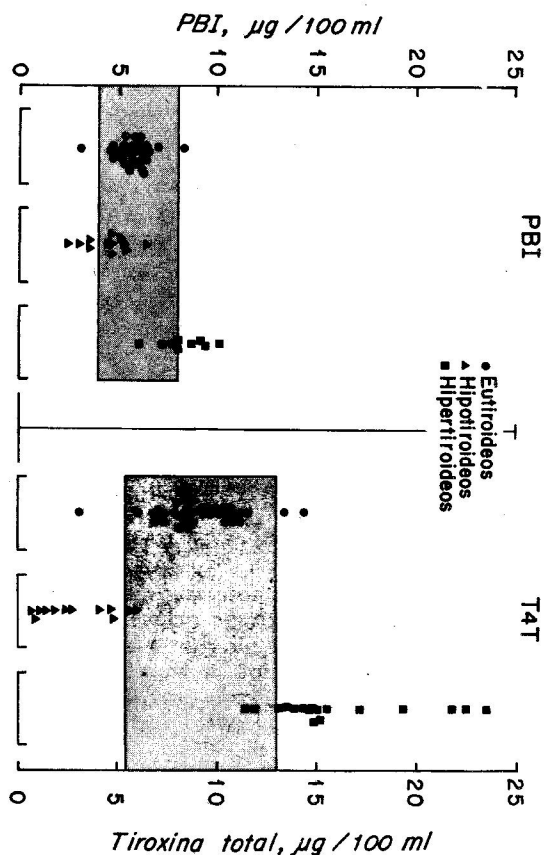 PBI, µg/100 ml
0 5 10 15 25
PBI
T
● Eutiroideos
▲ Hipotiroideos
■ Hipertiroideos
T4T
0 5 10 15 20 25
Tiroxina total, µg/100 ml